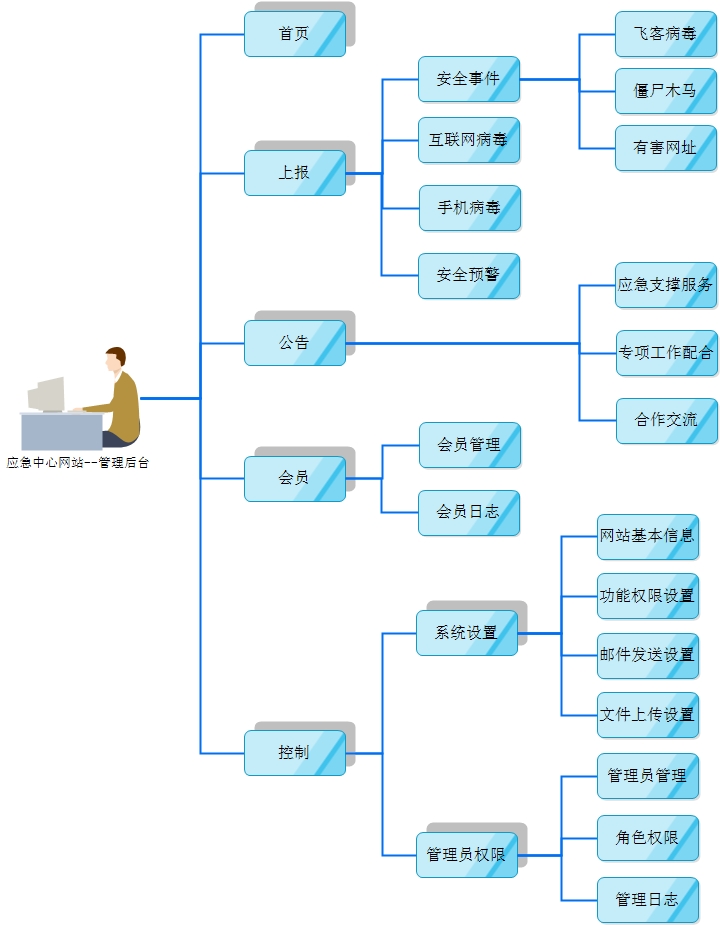 应急中心网站--管理后台
首页
上报
安全事件
飞客病毒
僵尸木马
有害网址
互联网病毒
手机病毒
安全预警
公告
应急支撑服务
专项工作配合
合作交流
会员
会员管理
会员日志
控制
系统设置
网站基本信息
功能权限设置
邮件发送设置
文件上传设置
管理员权限
管理员管理
角色权限
管理日志